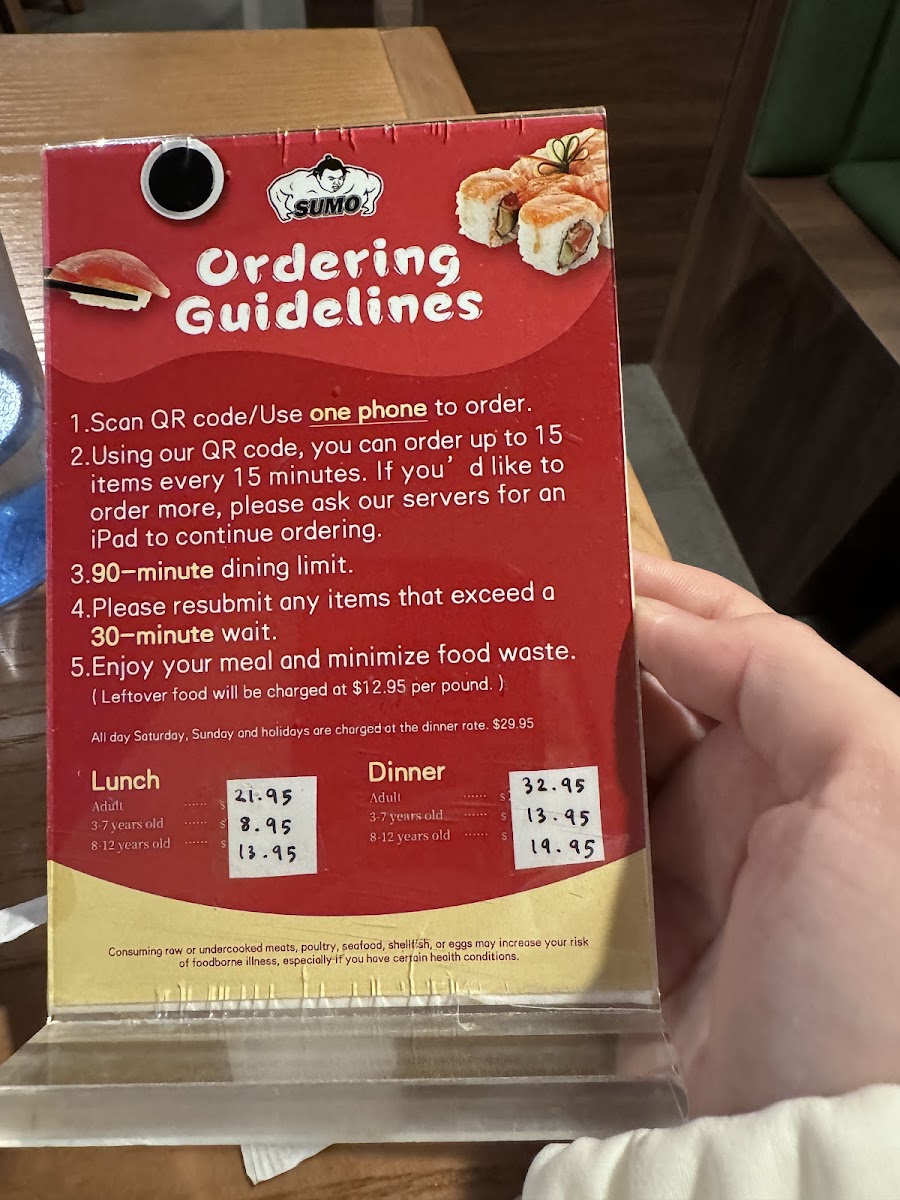 SUMO
Ordering
Guidelines
1.Scan QR code/Use one phone to order.
2.Using our QR code, you can order up to 15
items every 15 minutes. If you'd like to
order more, please ask our servers for an
iPad to continue ordering.
3.90-minute dining limit.
4.Please resubmit any items that exceed a
30-minute wait.
5.Enjoy your meal and minimize food waste.
(Leftover food will be charged at $12.95 per pound.)
All day Saturday, Sunday and holidays are charged at the dinner rate. $29.95
Lunch
Adult ...... $ 21.95
3-7 years old ...... $ 8.95
8-12 years old ...... $ 13.95
Dinner
Adult ...... $ 32.95
3-7 years old ...... $ 13.95
8-12 years old ...... $ 19.95
Consuming raw or undercooked meats, poultry, seafood, shellfish, or eggs may increase your risk
of foodborne illness, especially if you have certain health conditions.